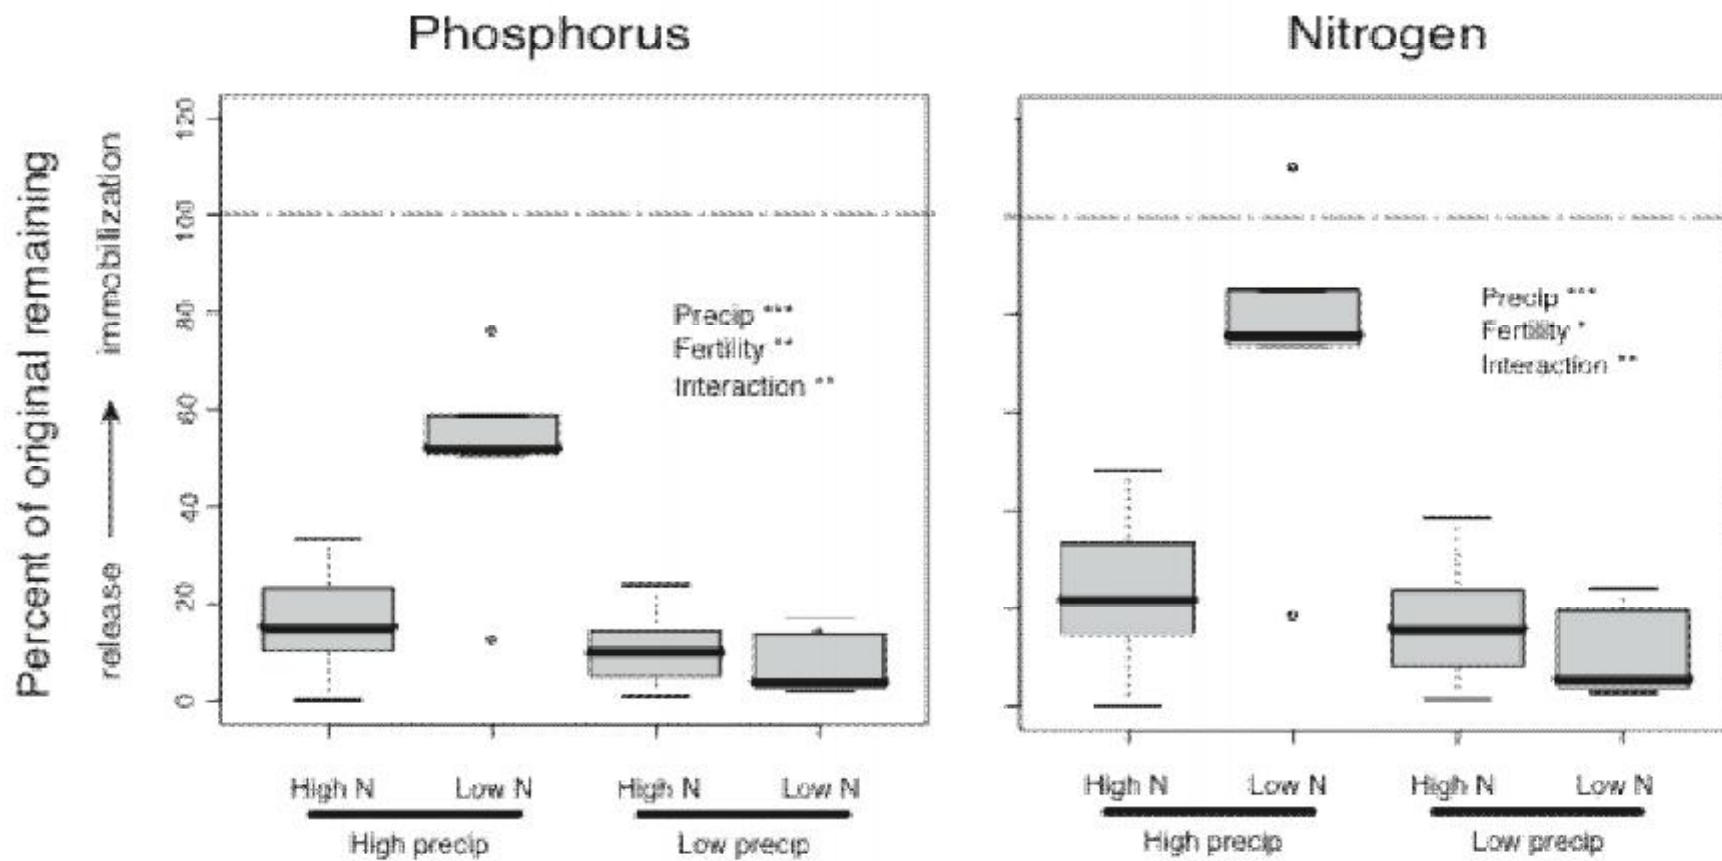 Phosphorus
Nitrogen
Percent of original remaining
release
immobilization
120
100
80
60
40
20
0
Precip ***
Fertility **
Interaction **
Precip ***
Fertility *
Interaction **
High N
Low N
High N
Low N
High precip
Low precip
High N
Low N
High N
Low N
High precip
Low precip